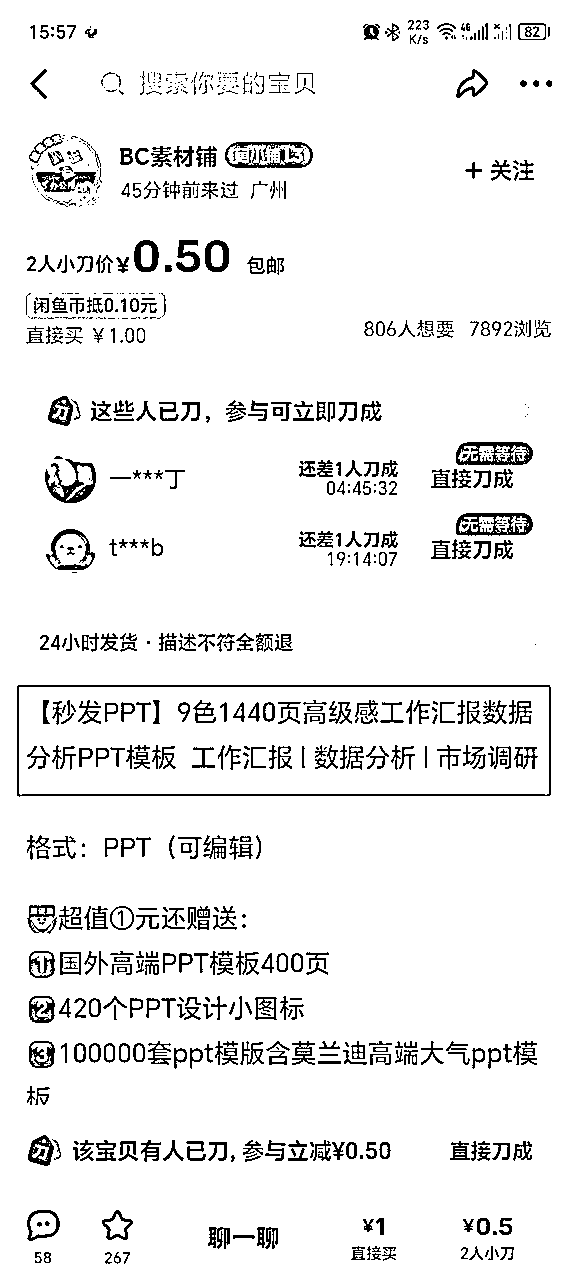 15:57
223
K/s
46
82
搜索你要的宝贝
BC素材铺
45分钟前来过 广州
+ 关注
2人小刀价¥0.50 包邮
闲鱼币抵0.10元
直接买 ¥1.00
806人想要 7892浏览
这些人已刀，参与可立即刀成
一***丁
还差1人刀成
04:45:32
无需等待
直接刀成
t***b
还差1人刀成
19:14:07
无需等待
直接刀成
24小时发货 · 描述不符全额退
【秒发PPT】9色1440页高级感工作汇报数据
分析PPT模板 工作汇报 | 数据分析 | 市场调研
格式：PPT（可编辑）
超值①元还赠送：
1国外高端PPT模板400页
2420个PPT设计小图标
3100000套ppt模版含莫兰迪高端大气ppt模
板
刀 该宝贝有人已刀, 参与立减¥0.50 直接刀成
58
267
聊一聊
¥1
直接买
¥0.5
2人小刀